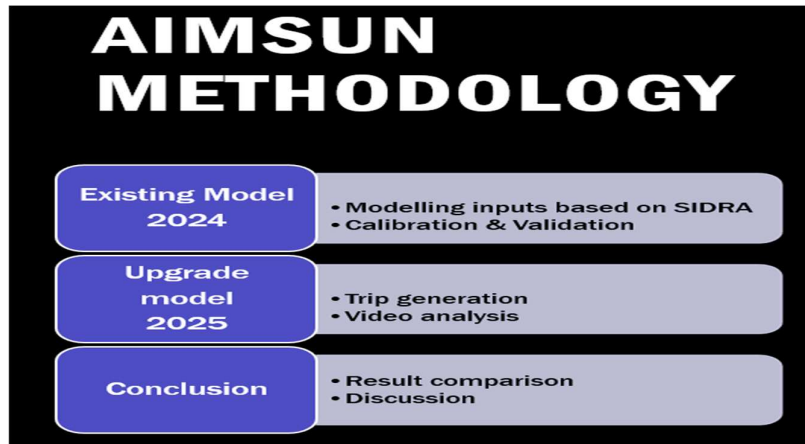 AIMSUN
METHODOLOGY
Existing Model
2024
• Modelling inputs based on SIDRA
• Calibration & Validation
Upgrade
model
2025
• Trip generation
• Video analysis
Conclusion
• Result comparison
• Discussion